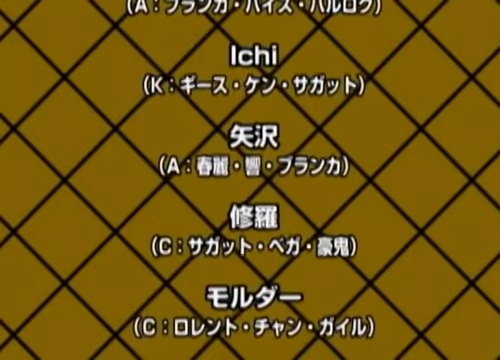 (A：ブランカ・バイス・バルログ)
Ichi
(K：ギース・ケン・サガット)
矢沢
(A：春麗・響・ブランカ)
修羅
(C：サガット・ベガ・豪鬼)
モルダー
(C：ロレント・チャン・ガイル)